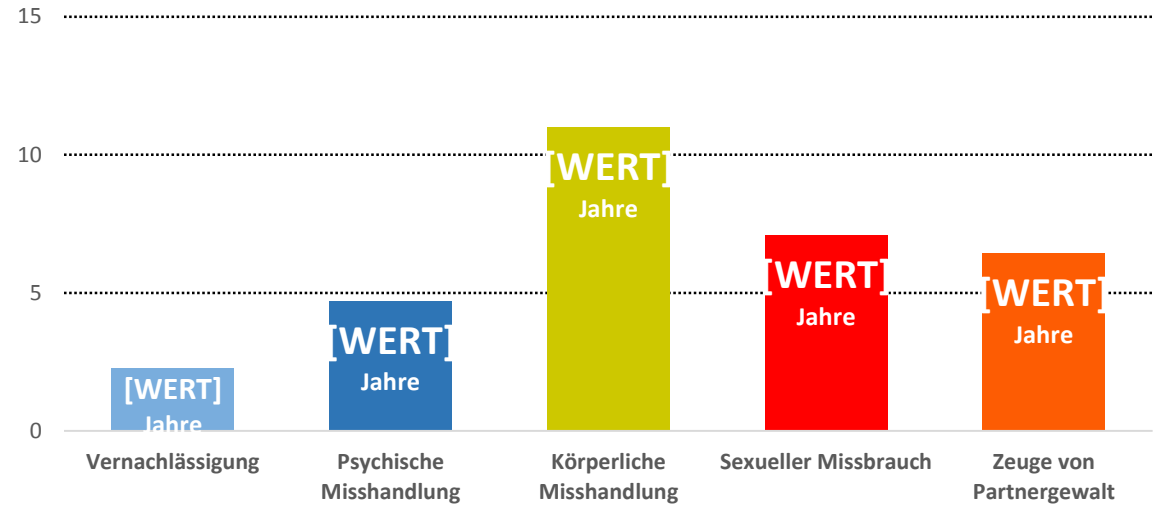 15
10
[WERT]
Jahre
[WERT]
Jahre
[WERT]
Jahre
5
[WERT]
Jahre
[WERT]
Jahre
0
Vernachlässigung
Psychische
Misshandlung
Körperliche
Misshandlung
Sexueller Missbrauch
Zeuge von
Partnergewalt